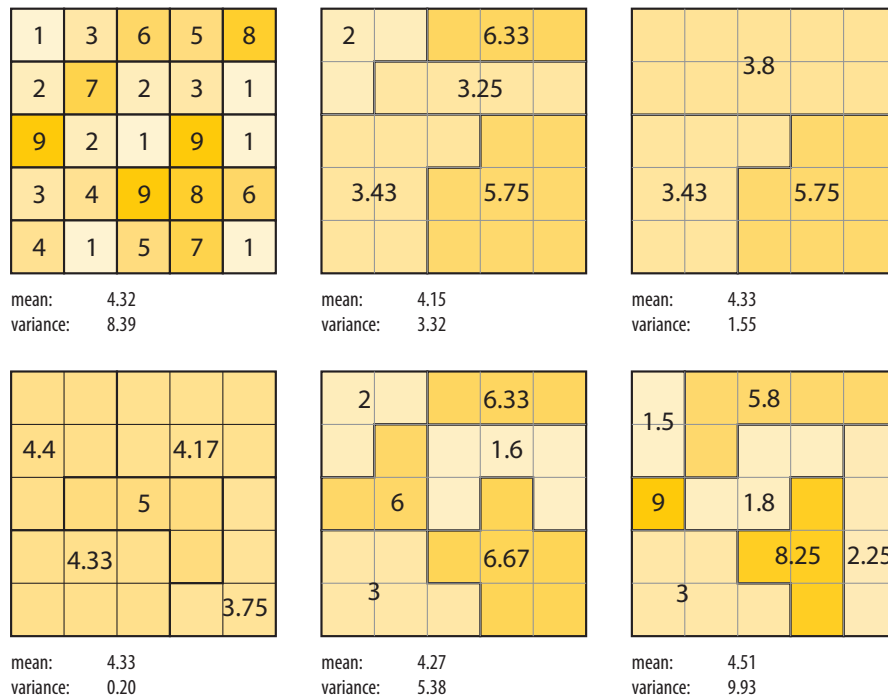 1 3 6 5 8
2 7 2 3 1
9 2 1 9 1
3 4 9 8 6
4 1 5 7 1
mean: 4.32
variance: 8.39
2 6.33
3.25
3.43 5.75
mean: 4.15
variance: 3.32
3.8
3.43 5.75
mean: 4.33
variance: 1.55
4.4 4.17
5
4.33
3.75
mean: 4.33
variance: 0.20
2 6.33
1.6
6
6.67
3
mean: 4.27
variance: 5.38
5.8
1.5
9 1.8
8.25 2.25
3
mean: 4.51
variance: 9.93